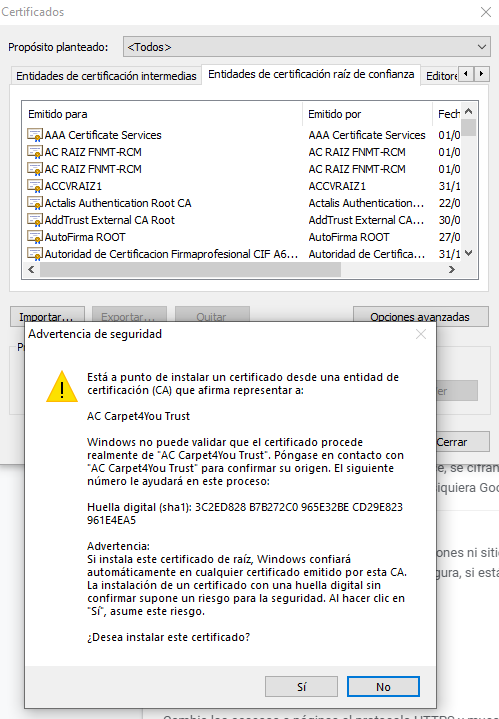 Certificados
Propósito planteado:
<Todos>
Entidades de certificación intermedias
Entidades de certificación raíz de confianza
Editore
Emitido para
Emitido por
Fech
AAA Certificate Services
AAA Certificate Services
01/0
AC RAIZ FNMT-RCM
AC RAIZ FNMT-RCM
01/0
AC RAIZ FNMT-RCM
AC RAIZ FNMT-RCM
01/0
ACCVRAIZ1
ACCVRAIZ1
31/1
Actalis Authentication Root CA
Actalis Authentication...
22/0
AddTrust External CA Root
AddTrust External CA...
30/0
AutoFirma ROOT
AutoFirma ROOT
27/0
Autoridad de Certificacion Firmaprofesional CIF A6...
Autoridad de Certifica...
31/1
Importar...
Exportar...
Quitar
Opciones avanzadas
Cerrar
Advertencia de seguridad
Está a punto de instalar un certificado desde una entidad de
certificación (CA) que afirma representar a:
AC Carpet4You Trust
Windows no puede validar que el certificado procede
realmente de "AC Carpet4You Trust". Póngase en contacto con
"AC Carpet4You Trust" para confirmar su origen. El siguiente
número le ayudará en este proceso:
Huella digital (sha1): 3C2ED828 B7B272C0 965E32BE CD29E823
961E4EA5
Advertencia:
Si instala este certificado de raíz, Windows confiará
automáticamente en cualquier certificado emitido por esta CA.
La instalación de un certificado con una huella digital sin
confirmar supone un riesgo para la seguridad. Al hacer clic en
"Sí", asume este riesgo.
¿Desea instalar este certificado?
Sí
No
, se cifran
siquiera Goo
ones ni sitio
gura, si esta